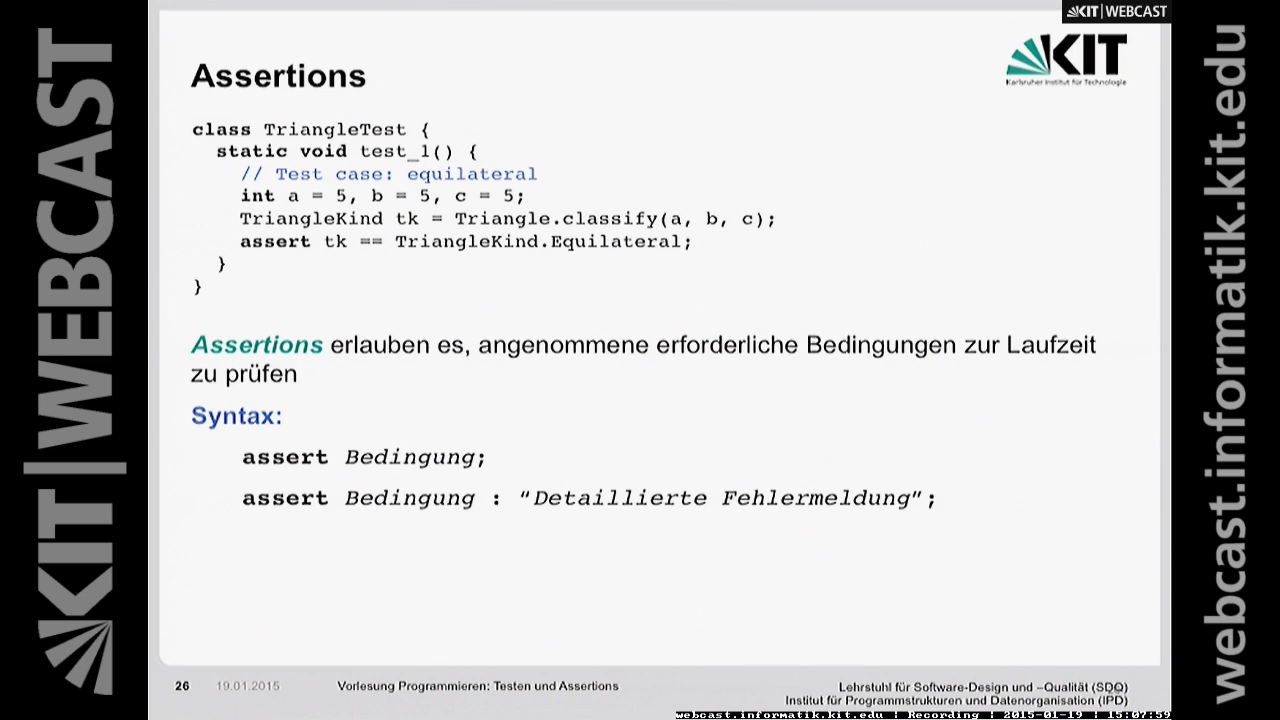 KIT|WEBCAST
KIT|WEBCAST
webcast.informatik.kit.edu
KIT
Karlsruher Institut für Technologie
Assertions
class TriangleTest {
static void test_1() {
// Test case: equilateral
int a = 5, b = 5, c = 5;
TriangleKind tk = Triangle.classify(a, b, c);
assert tk == TriangleKind.Equilateral;
}
}
Assertions erlauben es, angenommene erforderliche Bedingungen zur Laufzeit
zu prüfen
Syntax:
assert Bedingung;
assert Bedingung : “Detaillierte Fehlermeldung”;
26 19.01.2015 Vorlesung Programmieren: Testen und Assertions
Lehrstuhl für Software-Design und –Qualität (SDQ)
Institut für Programmstrukturen und Datenorganisation (IPD)
webcast.informatik.kit.edu | Recording | 2015-01-19 | 15:07:59